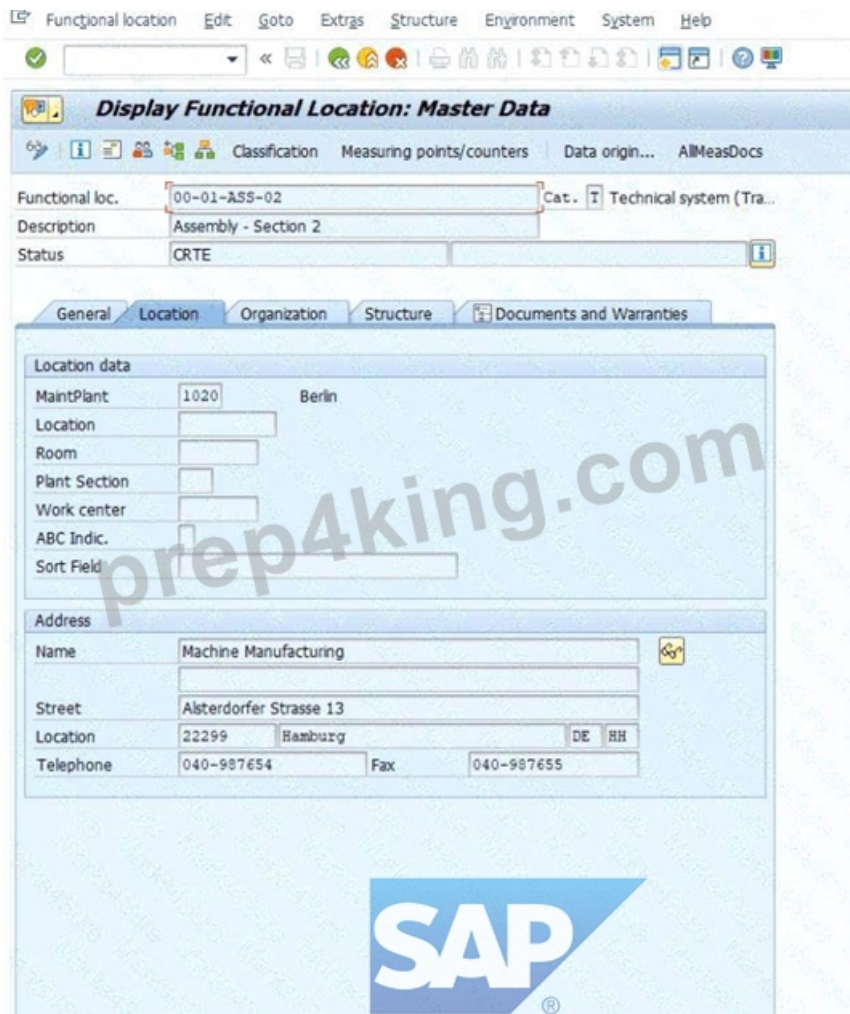 Functional location Edit Goto Extras Structure Environment System Help
Display Functional Location: Master Data
Classification Measuring points/counters Data origin... AllMeasDocs
Functional loc. 00-01-ASS-02 Cat. T Technical system (Tra...
Description Assembly - Section 2
Status CRTE
General Location Organization Structure Documents and Warranties
Location data
MaintPlant 1020 Berlin
Location
Room
Plant Section
Work center
ABC Indic.
Sort Field
prep4king.com
Address
Name Machine Manufacturing
Street Alsterdorfer Strasse 13
Location 22299 Hamburg DE HH
Telephone 040-987654 Fax 040-987655
SAP ®